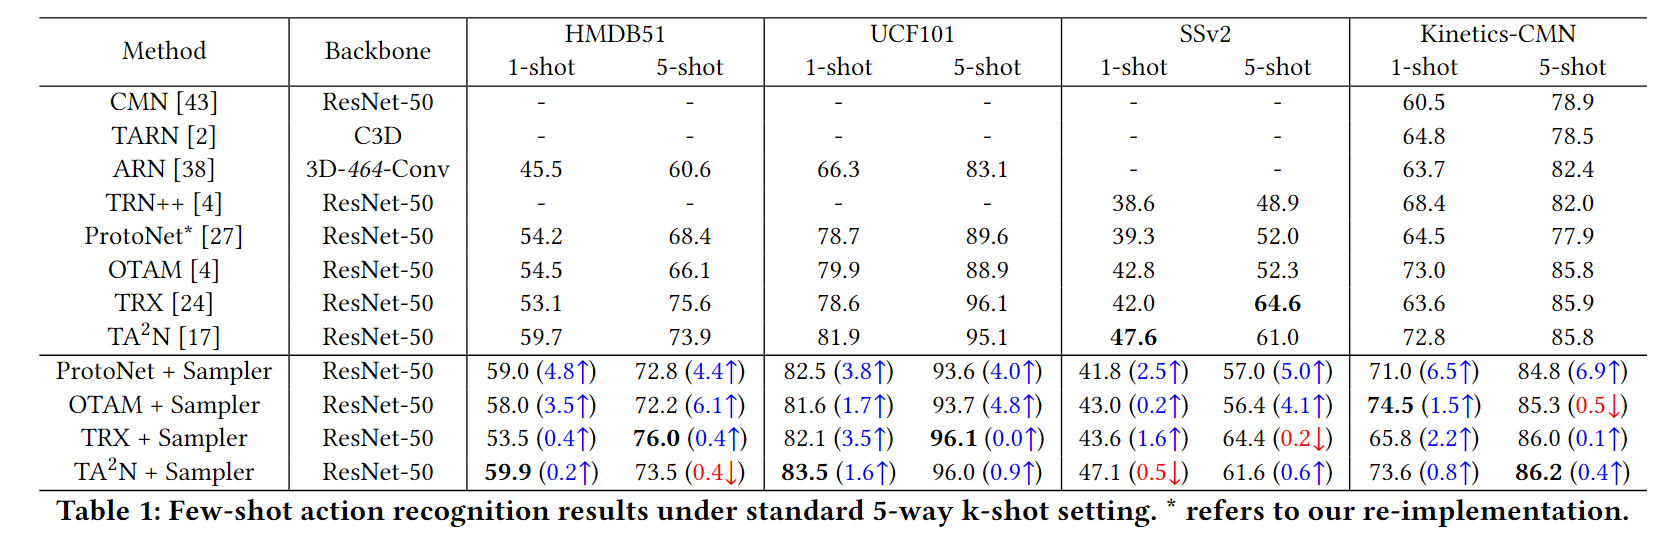 Method Backbone HMDB51 UCF101 SSv2 Kinetics-CMN
1-shot 5-shot 1-shot 5-shot 1-shot 5-shot 1-shot 5-shot
CMN [43] ResNet-50 - - - - - - 60.5 78.9
TARN [2] C3D - - - - - - 64.8 78.5
ARN [38] 3D-464-Conv 45.5 60.6 66.3 83.1 - - 63.7 82.4
TRN++ [4] ResNet-50 - - - - 38.6 48.9 68.4 82.0
ProtoNet* [27] ResNet-50 54.2 68.4 78.7 89.6 39.3 52.0 64.5 77.9
OTAM [4] ResNet-50 54.5 66.1 79.9 88.9 42.8 52.3 73.0 85.8
TRX [24] ResNet-50 53.1 75.6 78.6 96.1 42.0 64.6 63.6 85.9
TA²N [17] ResNet-50 59.7 73.9 81.9 95.1 47.6 61.0 72.8 85.8
ProtoNet + Sampler ResNet-50 59.0 (4.8↑) 72.8 (4.4↑) 82.5 (3.8↑) 93.6 (4.0↑) 41.8 (2.5↑) 57.0 (5.0↑) 71.0 (6.5↑) 84.8 (6.9↑)
OTAM + Sampler ResNet-50 58.0 (3.5↑) 72.2 (6.1↑) 81.6 (1.7↑) 93.7 (4.8↑) 43.0 (0.2↑) 56.4 (4.1↑) 74.5 (1.5↑) 85.3 (0.5↓)
TRX + Sampler ResNet-50 53.5 (0.4↑) 76.0 (0.4↑) 82.1 (3.5↑) 96.1 (0.0↑) 43.6 (1.6↑) 64.4 (0.2↓) 65.8 (2.2↑) 86.0 (0.1↑)
TA²N + Sampler ResNet-50 59.9 (0.2↑) 73.5 (0.4↓) 83.5 (1.6↑) 96.0 (0.9↑) 47.1 (0.5↓) 61.6 (0.6↑) 73.6 (0.8↑) 86.2 (0.4↑)
Table 1: Few-shot action recognition results under standard 5-way k-shot setting. * refers to our re-implementation.